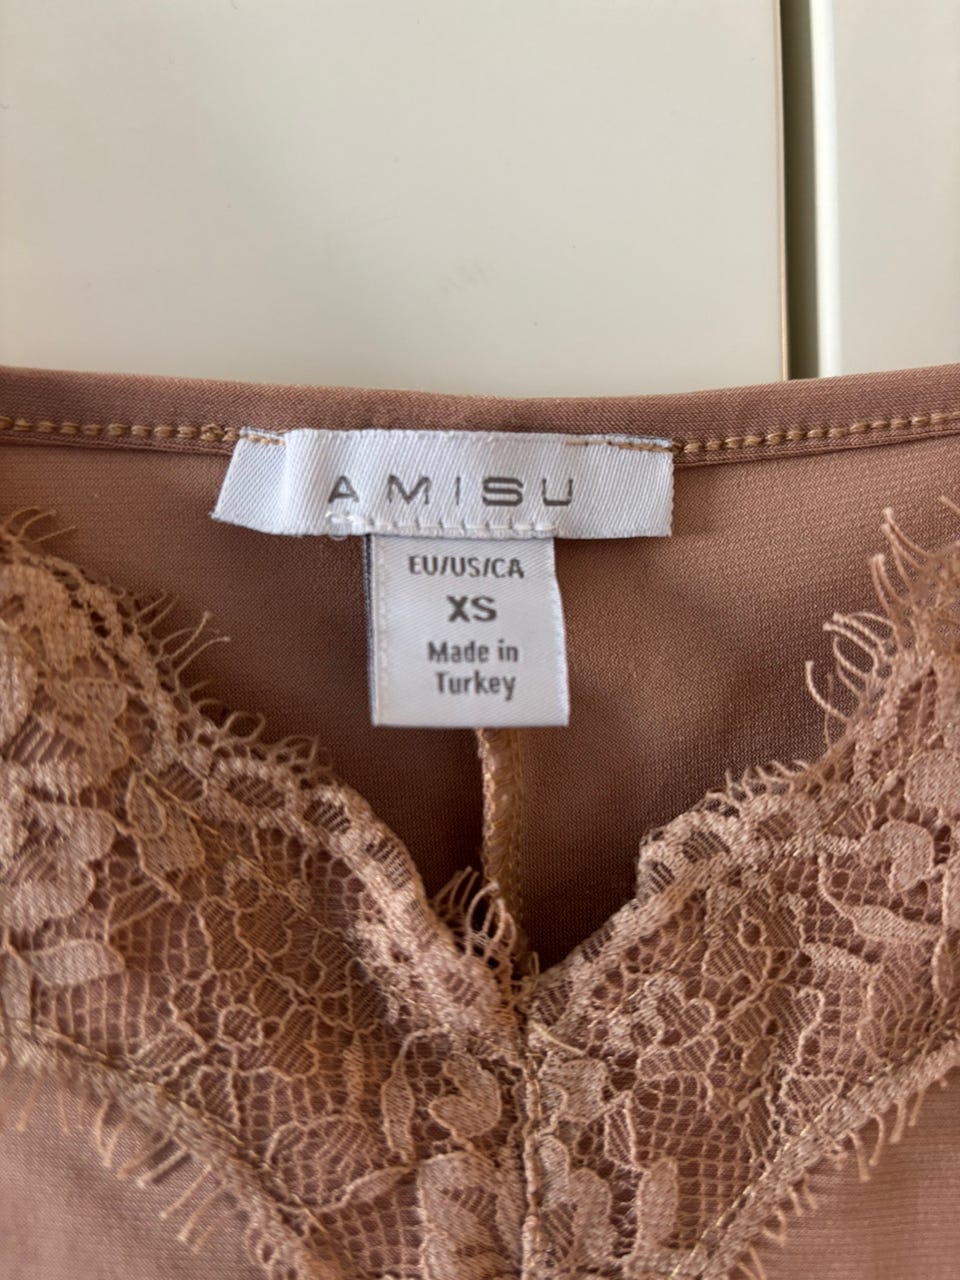 AMISU
EU/US/CA
XS
Made in
Turkey